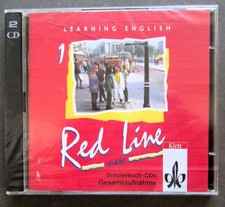 2
CD
LEARNING ENGLISH
1
Red Line
new
Schülerbuch-CDs
Gesamtaufnahme
Klett